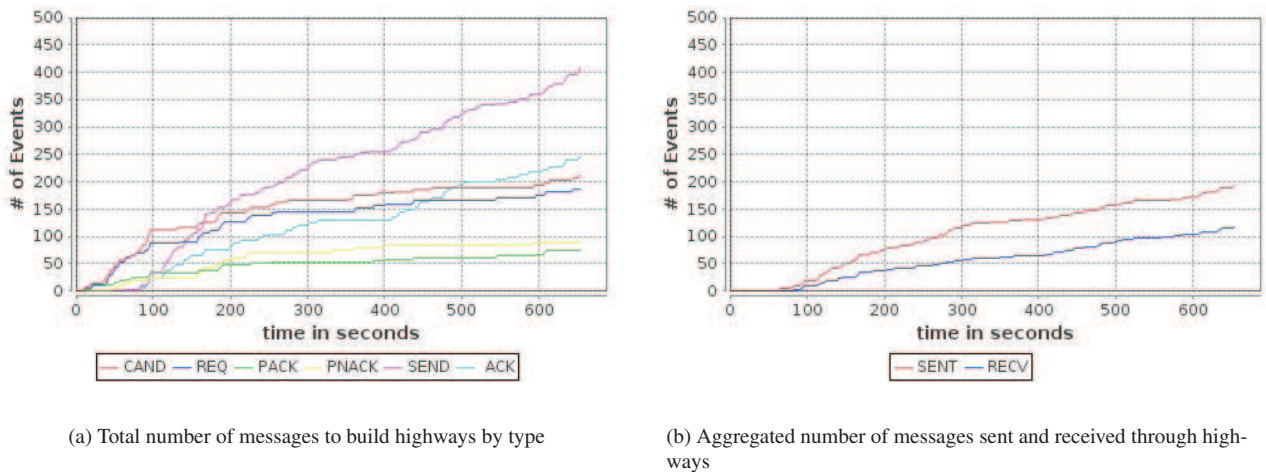 500
450
400
350
300
250
200
150
100
50
0
# of Events
0 100 200 300 400 500 600
time in seconds
CAND REQ PACK PNACK SEND ACK
(a) Total number of messages to build highways by type
500
450
400
350
300
250
200
150
100
50
0
# of Events
0 100 200 300 400 500 600
time in seconds
SENT RECV
(b) Aggregated number of messages sent and received through high-
ways